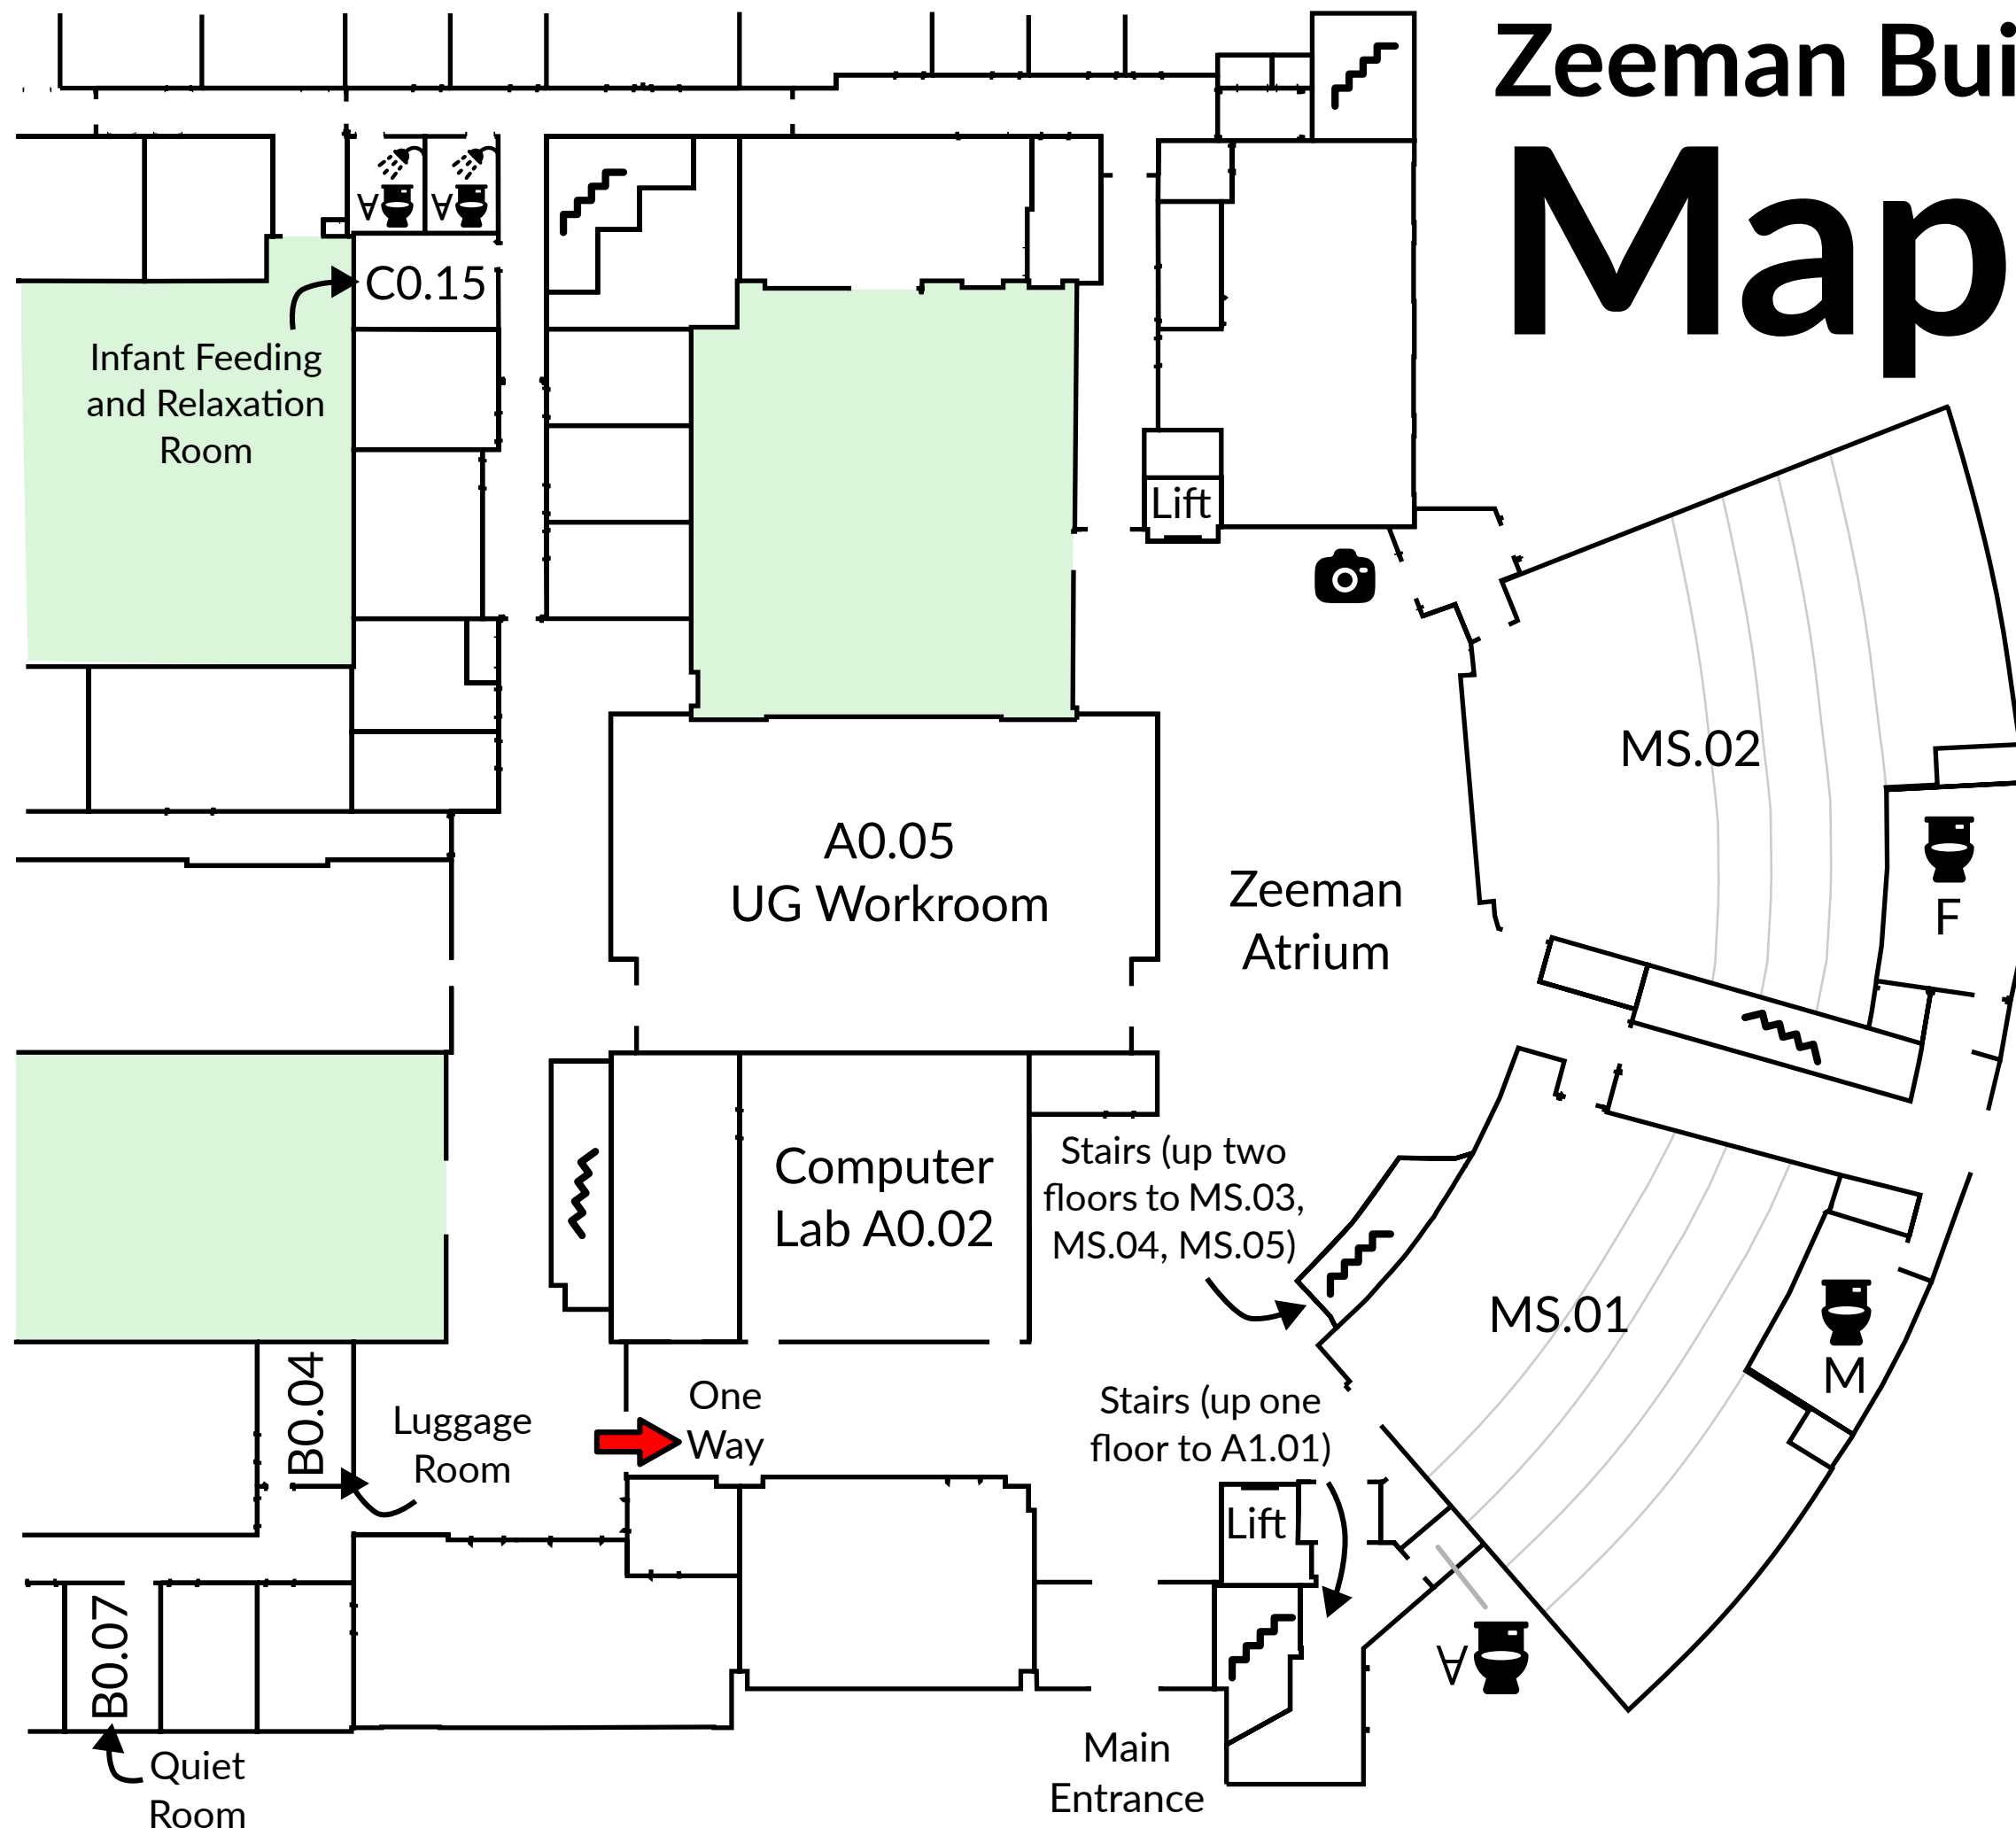 Zeeman Bui
Map
C0.15
∀
∀
Infant Feeding
and Relaxation
Room
Lift
MS.02
A0.05
UG Workroom
Zeeman
Atrium
F
Computer
Lab A0.02
Stairs (up two
floors to MS.03,
MS.04, MS.05)
MS.01
M
B0.04
Luggage
Room
One
Way
Stairs (up one
floor to A1.01)
Lift
∀
B0.07
Quiet
Room
Main
Entrance